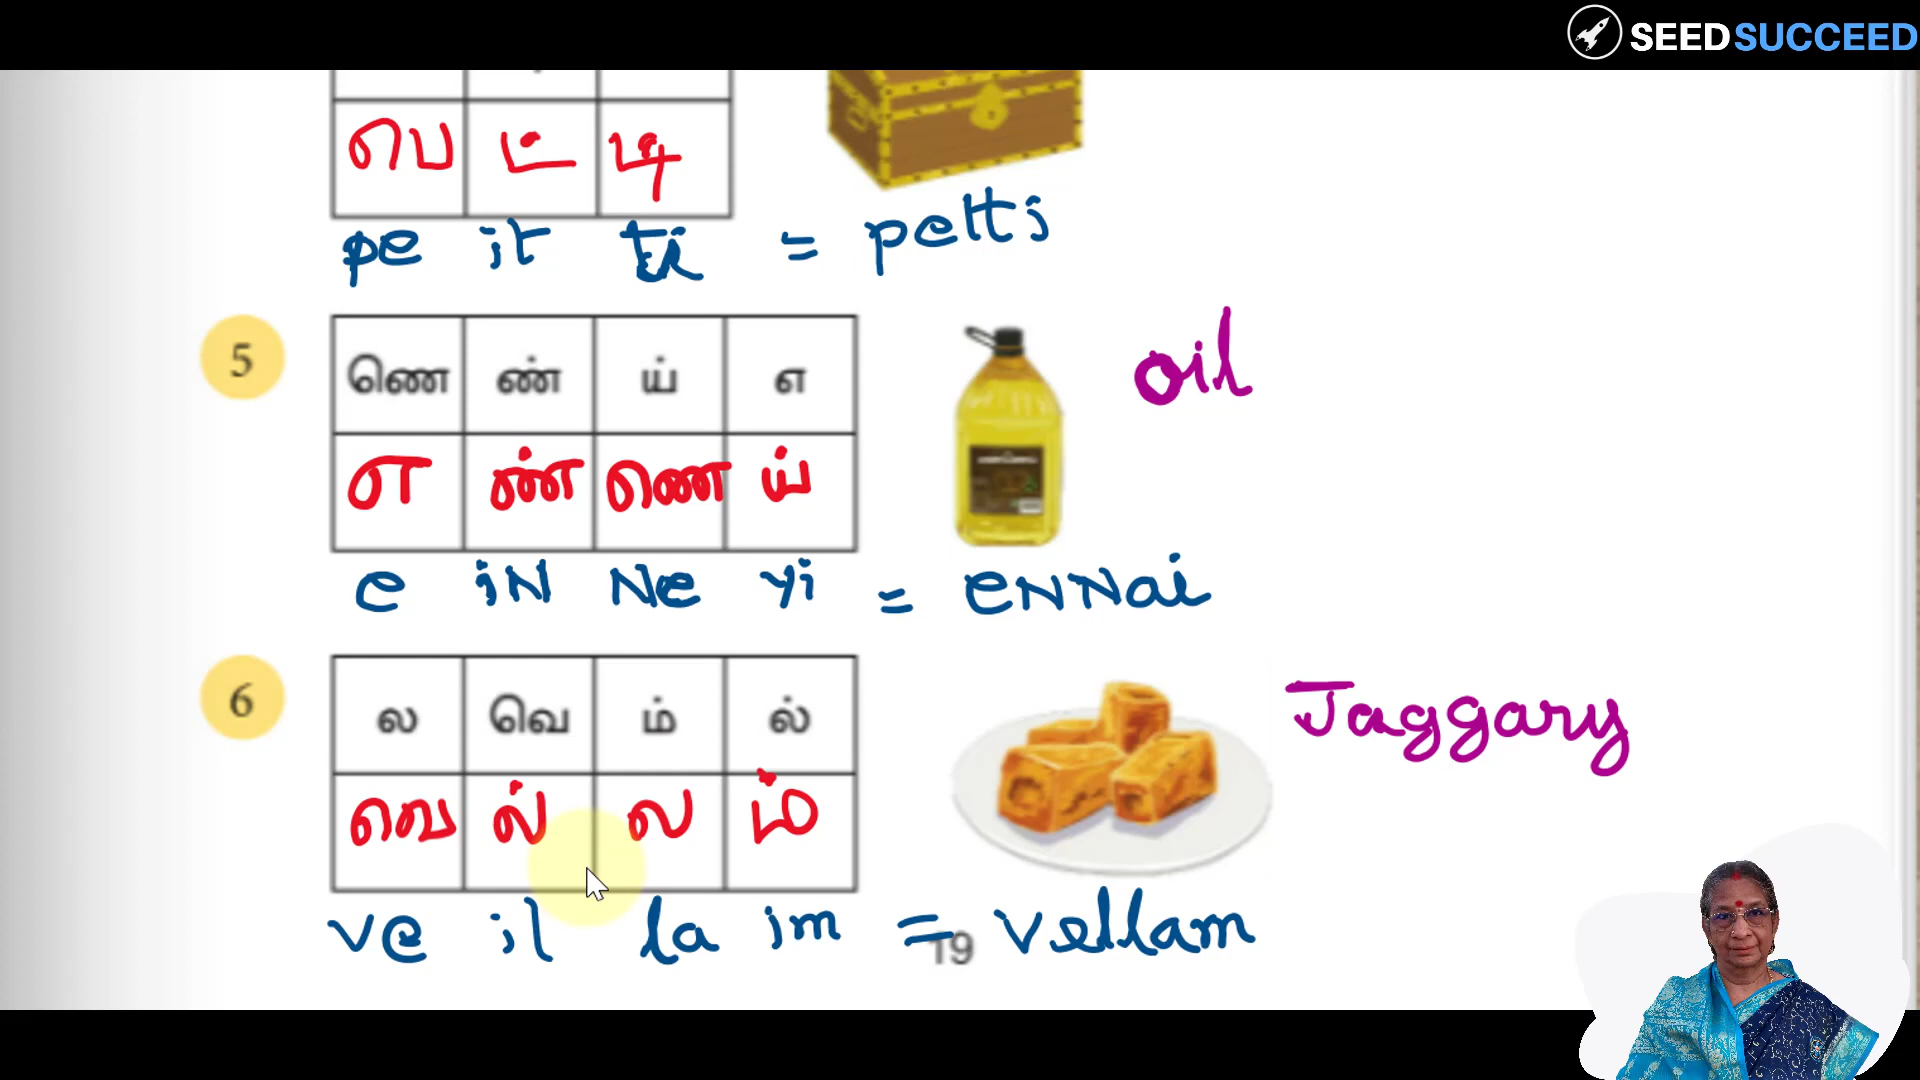 SEEDSUCCEED
பெ ட் டி
pe it ti = petti
5 ணெ ண் ய் எ oil
எ ண் ணெ ய்
e iN Ne yi = eNNai
6 ல வெ ம் ல் Jaggary
வெ ல் ல ம்
ve il la im = vellam
19